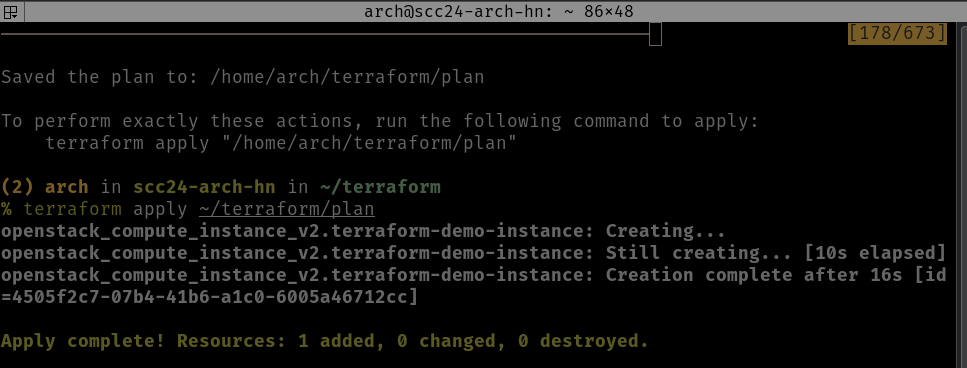 arch@scc24-arch-hn: ~ 86×48
[178/673]
Saved the plan to: /home/arch/terraform/plan
To perform exactly these actions, run the following command to apply:
    terraform apply "/home/arch/terraform/plan"
(2) arch in scc24-arch-hn in ~/terraform
% terraform apply ~/terraform/plan
openstack_compute_instance_v2.terraform-demo-instance: Creating...
openstack_compute_instance_v2.terraform-demo-instance: Still creating... [10s elapsed]
openstack_compute_instance_v2.terraform-demo-instance: Creation complete after 16s [id
=4505f2c7-07b4-41b6-a1c0-6005a46712cc]
Apply complete! Resources: 1 added, 0 changed, 0 destroyed.